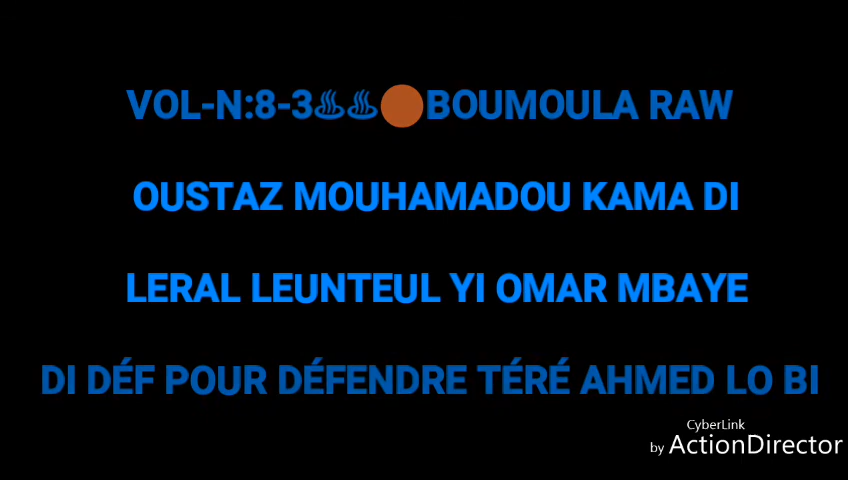 VOL-N:8-3♨♨🟤BOUMOULA RAW
OUSTAZ MOUHAMADOU KAMA DI
LERAL LEUNTEUL YI OMAR MBAYE
DI DÉF POUR DÉFENDRE TÉRÉ AHMED LO BI
CyberLink
by ActionDirector